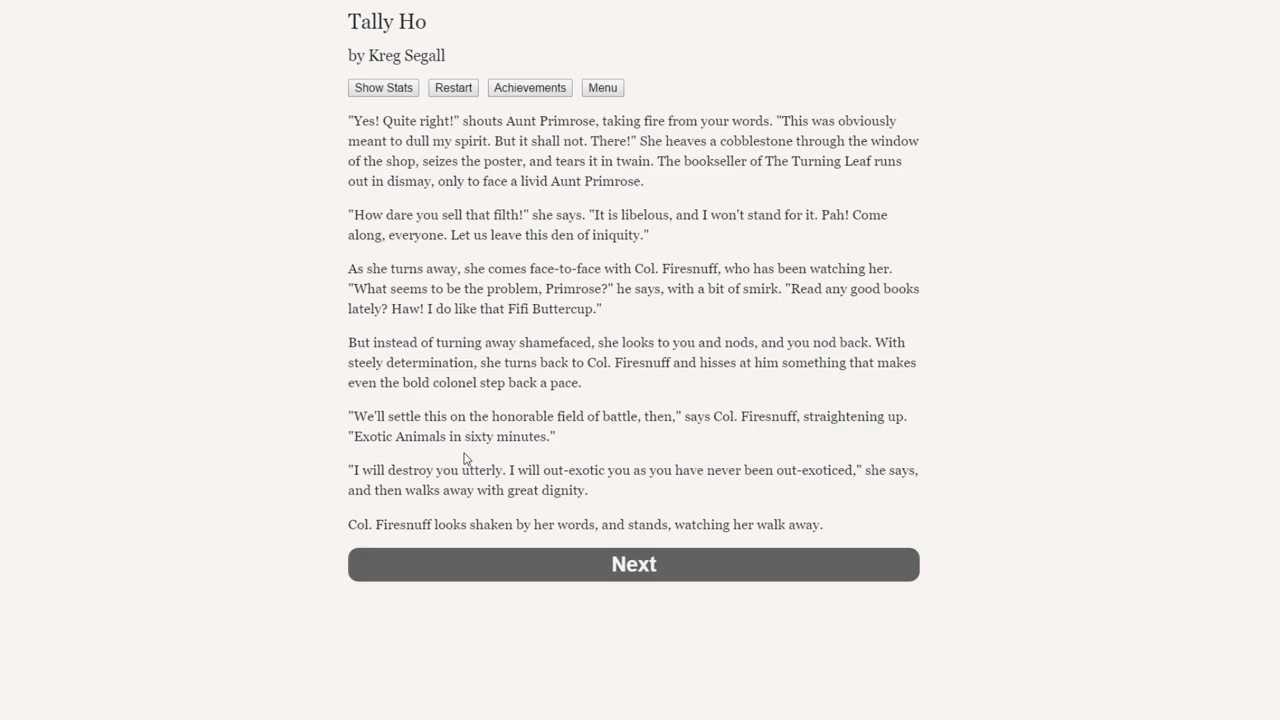 Tally Ho
by Kreg Segall
Show Stats Restart Achievements Menu
"Yes! Quite right!" shouts Aunt Primrose, taking fire from your words. "This was obviously
meant to dull my spirit. But it shall not. There!" She heaves a cobblestone through the window
of the shop, seizes the poster, and tears it in twain. The bookseller of The Turning Leaf runs
out in dismay, only to face a livid Aunt Primrose.
"How dare you sell that filth!" she says. "It is libelous, and I won't stand for it. Pah! Come
along, everyone. Let us leave this den of iniquity."
As she turns away, she comes face-to-face with Col. Firesnuff, who has been watching her.
"What seems to be the problem, Primrose?" he says, with a bit of smirk. "Read any good books
lately? Haw! I do like that Fifi Buttercup."
But instead of turning away shamefaced, she looks to you and nods, and you nod back. With
steely determination, she turns back to Col. Firesnuff and hisses at him something that makes
even the bold colonel step back a pace.
"We'll settle this on the honorable field of battle, then," says Col. Firesnuff, straightening up.
"Exotic Animals in sixty minutes."
"I will destroy you utterly. I will out-exotic you as you have never been out-exoticed," she says,
and then walks away with great dignity.
Col. Firesnuff looks shaken by her words, and stands, watching her walk away.
Next